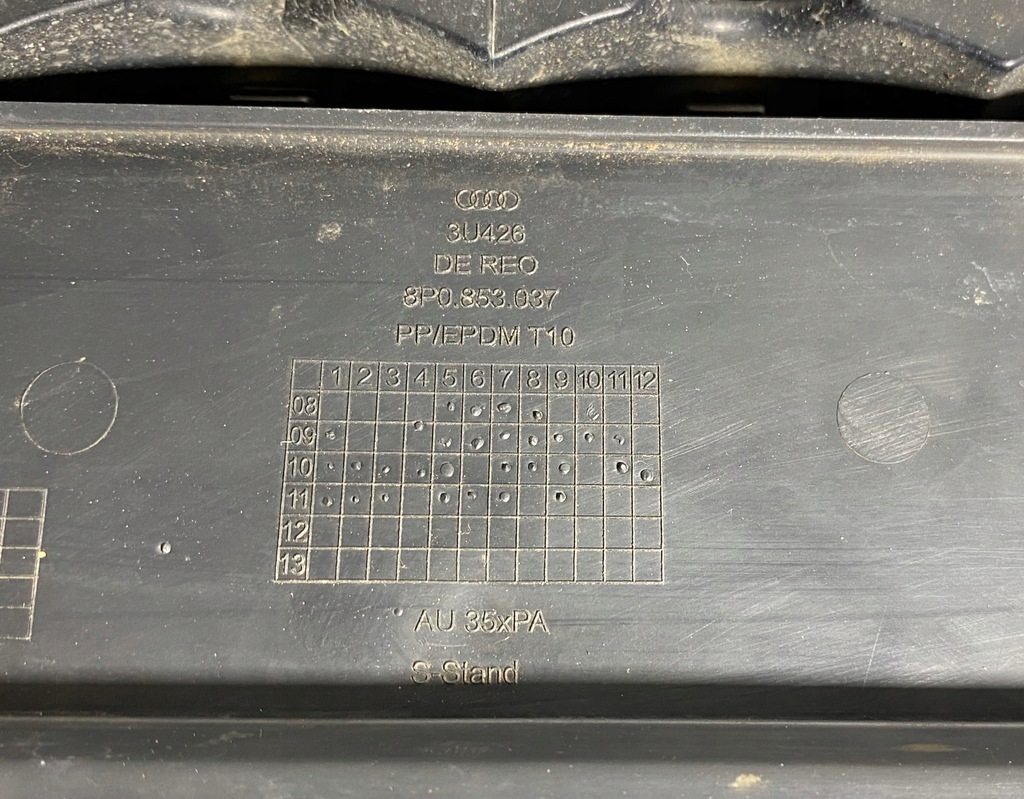 3U426
DE REO
8P0.853.037
PP/EPDM T10
1 2 3 4 5 6 7 8 9 10 11 12
08
09
10
11
12
13
AU 35xPA
S-Stand